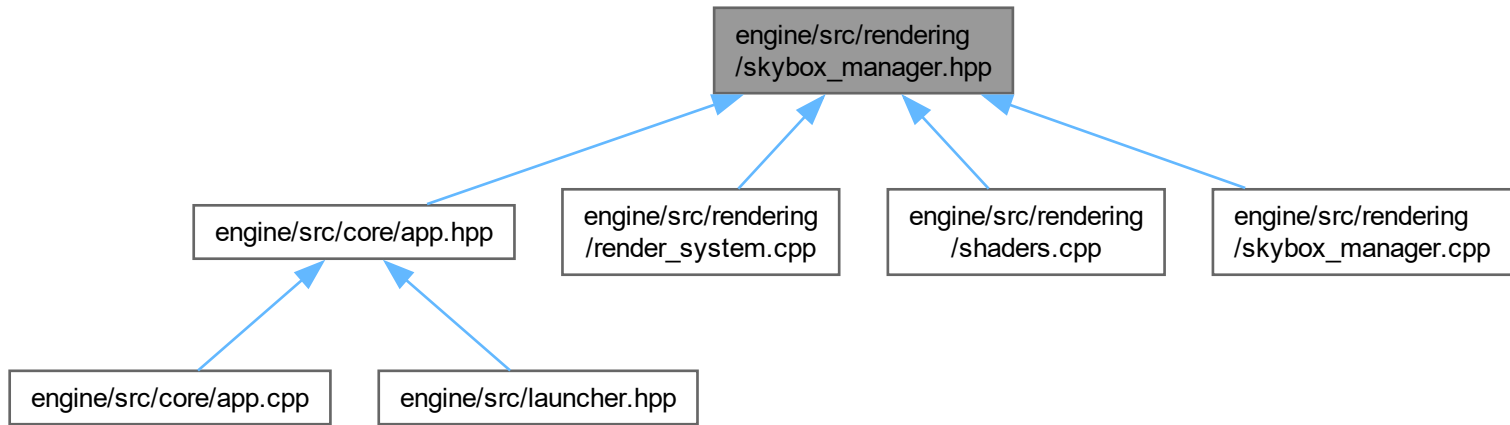 engine/src/rendering
/skybox_manager.hpp
engine/src/core/app.hpp
engine/src/rendering
/render_system.cpp
engine/src/rendering
/shaders.cpp
engine/src/rendering
/skybox_manager.cpp
engine/src/core/app.cpp
engine/src/launcher.hpp